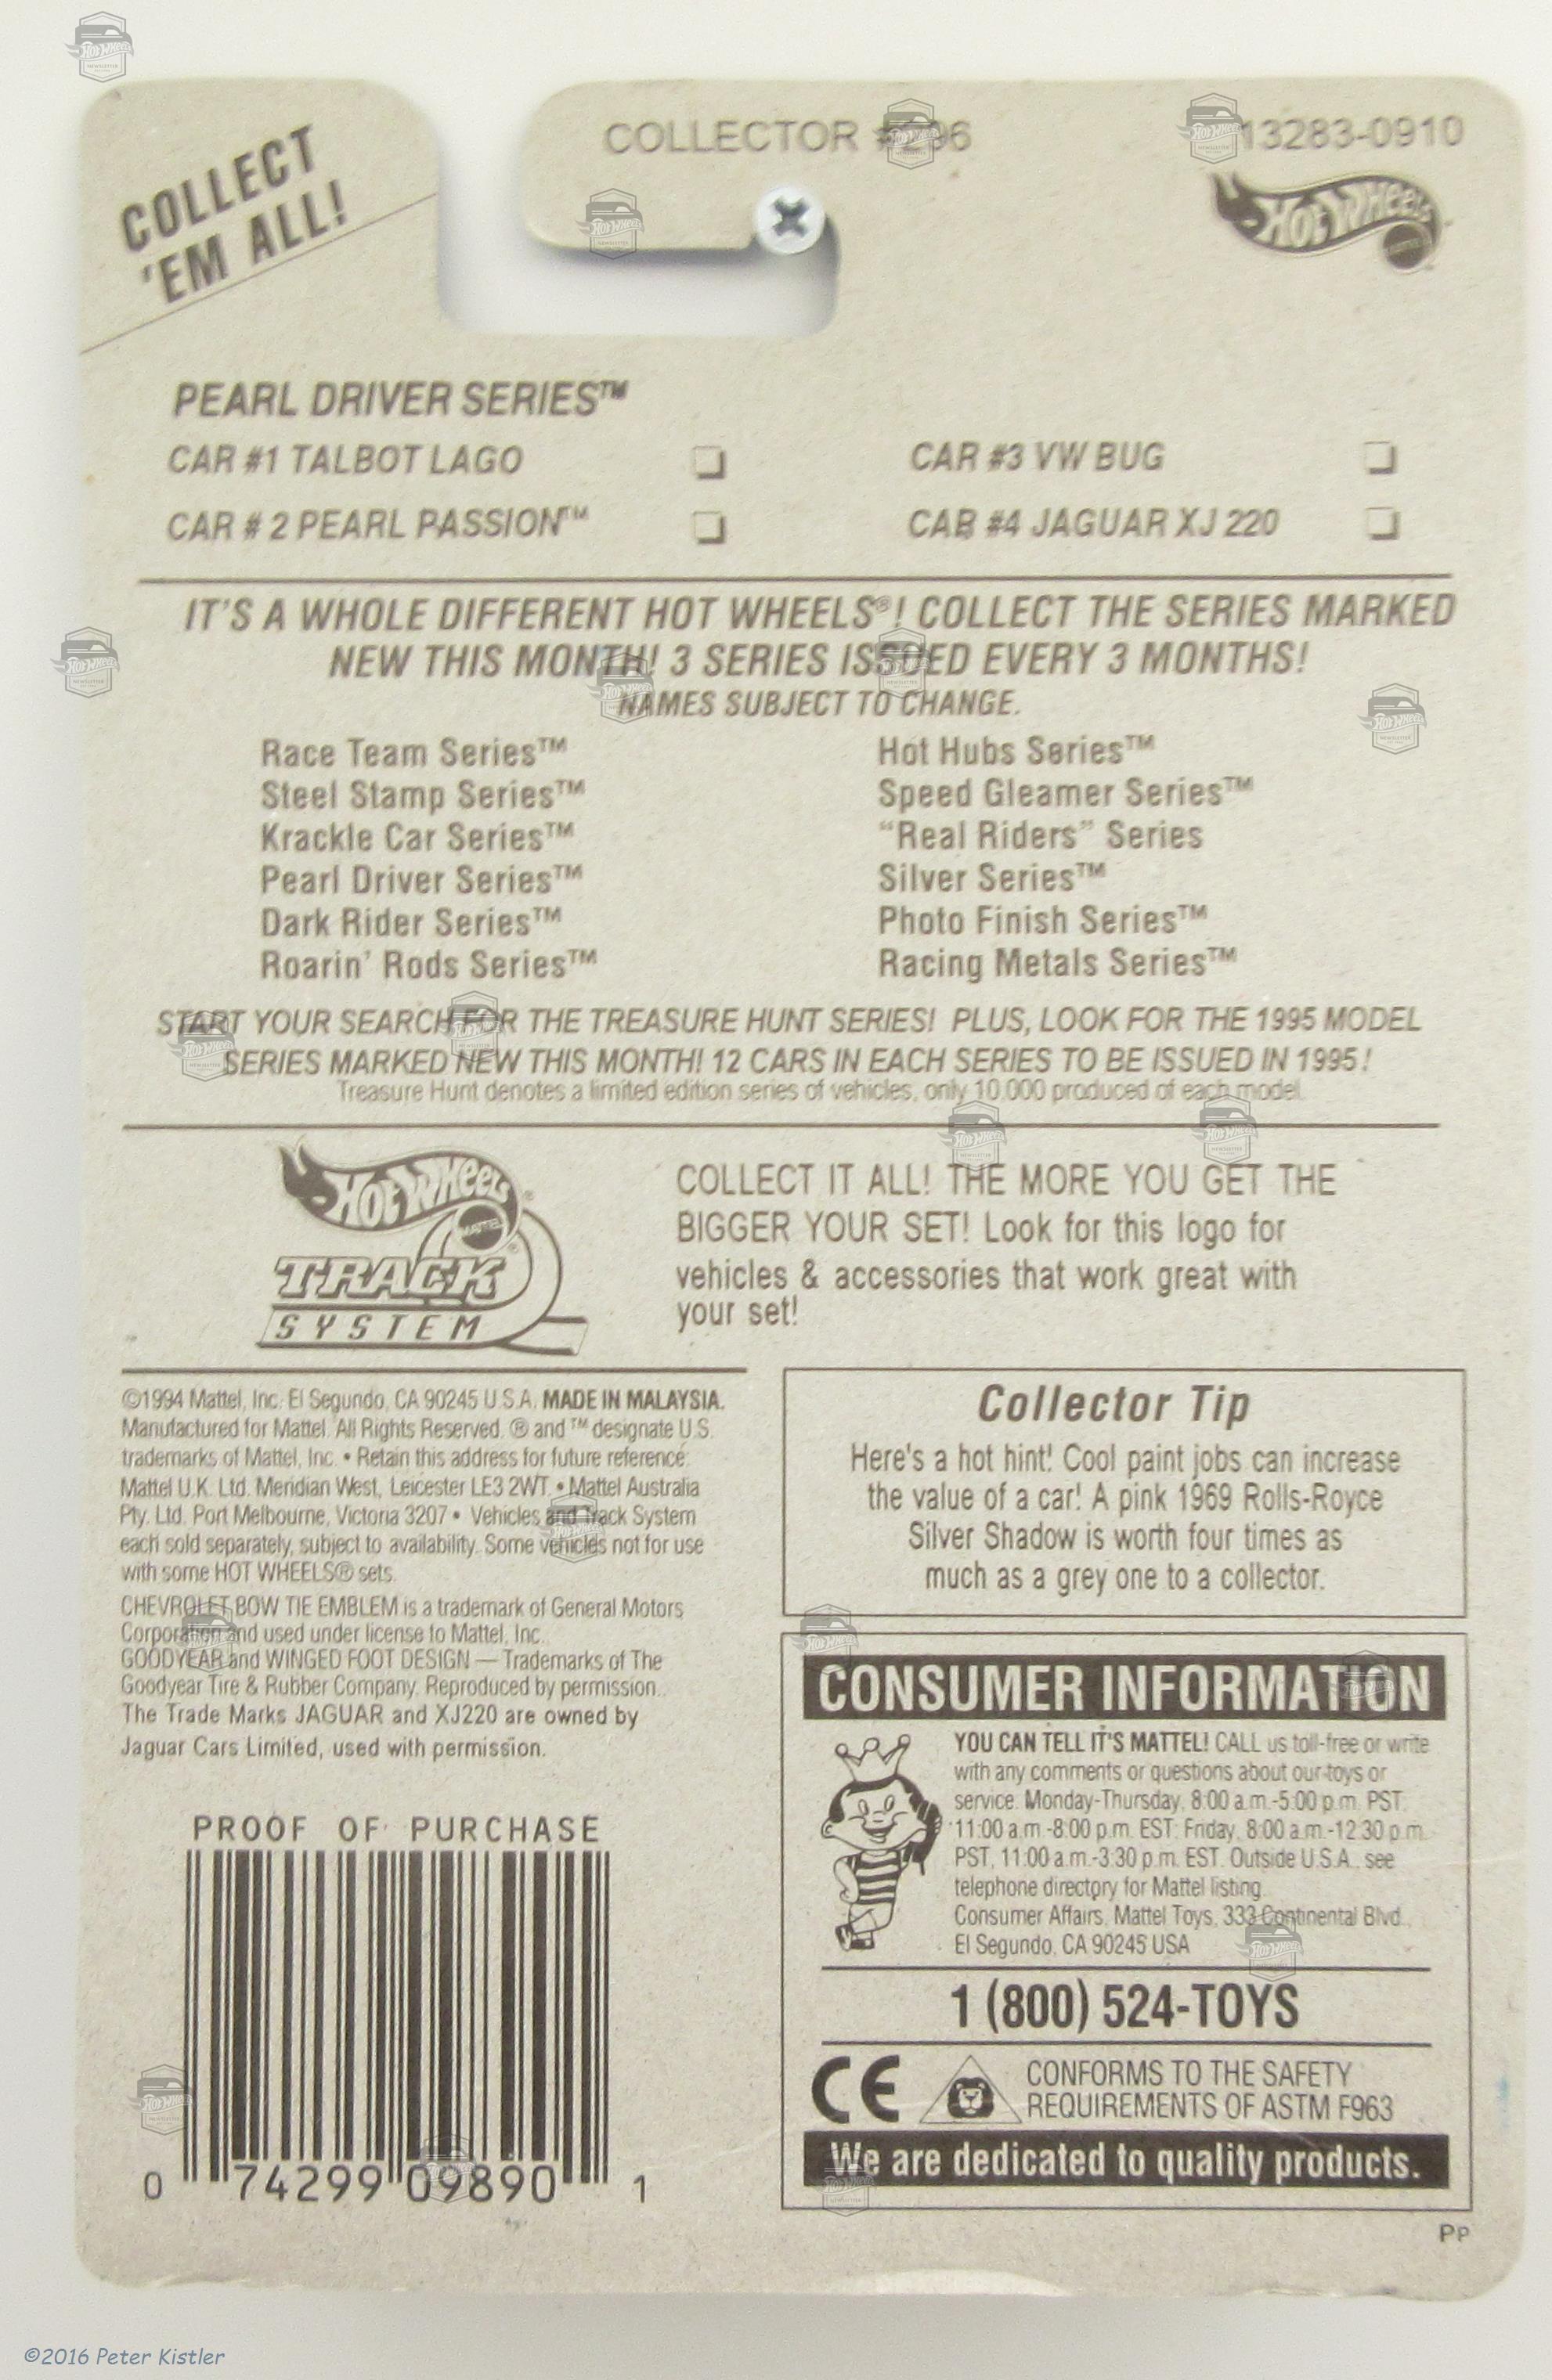 COLLECT
'EM ALL!
COLLECTOR #296
13283-0910
HOT WHEELS
PEARL DRIVER SERIES™
CAR #1 TALBOT LAGO ❏
CAR #3 VW BUG ❏
CAR # 2 PEARL PASSION™ ❏
CAR #4 JAGUAR XJ 220 ❏
IT'S A WHOLE DIFFERENT HOT WHEELS®! COLLECT THE SERIES MARKED
NEW THIS MONTH! 3 SERIES ISSUED EVERY 3 MONTHS!
NAMES SUBJECT TO CHANGE.
Race Team Series™
Steel Stamp Series™
Krackle Car Series™
Pearl Driver Series™
Dark Rider Series™
Roarin' Rods Series™
Hot Hubs Series™
Speed Gleamer Series™
"Real Riders" Series
Silver Series™
Photo Finish Series™
Racing Metals Series™
START YOUR SEARCH FOR THE TREASURE HUNT SERIES! PLUS, LOOK FOR THE 1995 MODEL
SERIES MARKED NEW THIS MONTH! 12 CARS IN EACH SERIES TO BE ISSUED IN 1995!
Treasure Hunt denotes a limited edition series of vehicles, only 10,000 produced of each model.
HOT WHEELS®
MATTEL®
TRACK
SYSTEM
COLLECT IT ALL! THE MORE YOU GET THE
BIGGER YOUR SET! Look for this logo for
vehicles & accessories that work great with
your set!
©1994 Mattel, Inc. El Segundo, CA 90245 U.S.A. MADE IN MALAYSIA.
Manufactured for Mattel. All Rights Reserved. ® and ™ designate U.S.
trademarks of Mattel, Inc. • Retain this address for future reference:
Mattel U.K. Ltd. Meridian West, Leicester LE3 2WT. • Mattel Australia
Pty. Ltd. Port Melbourne, Victoria 3207 • Vehicles and Track System
each sold separately, subject to availability. Some vehicles not for use
with some HOT WHEELS® sets.
CHEVROLET BOW TIE EMBLEM is a trademark of General Motors
Corporation and used under license to Mattel, Inc.
GOODYEAR and WINGED FOOT DESIGN — Trademarks of The
Goodyear Tire & Rubber Company. Reproduced by permission.
The Trade Marks JAGUAR and XJ220 are owned by
Jaguar Cars Limited, used with permission.
PROOF OF PURCHASE
0 74299 09890 1
Collector Tip
Here's a hot hint! Cool paint jobs can increase
the value of a car! A pink 1969 Rolls-Royce
Silver Shadow is worth four times as
much as a grey one to a collector.
CONSUMER INFORMATION
YOU CAN TELL IT'S MATTEL! CALL us toll-free or write
with any comments or questions about our toys or
service. Monday-Thursday, 8:00 a.m.-5:00 p.m. PST,
11:00 a.m.-8:00 p.m. EST; Friday, 8:00 a.m.-12:30 p.m.
PST, 11:00 a.m.-3:30 p.m. EST. Outside U.S.A., see
telephone directory for Mattel listing.
Consumer Affairs, Mattel Toys, 333 Continental Blvd.,
El Segundo, CA 90245 USA
1 (800) 524-TOYS
CE
CONFORMS TO THE SAFETY
REQUIREMENTS OF ASTM F963
We are dedicated to quality products.
PP
©2016 Peter Kistler